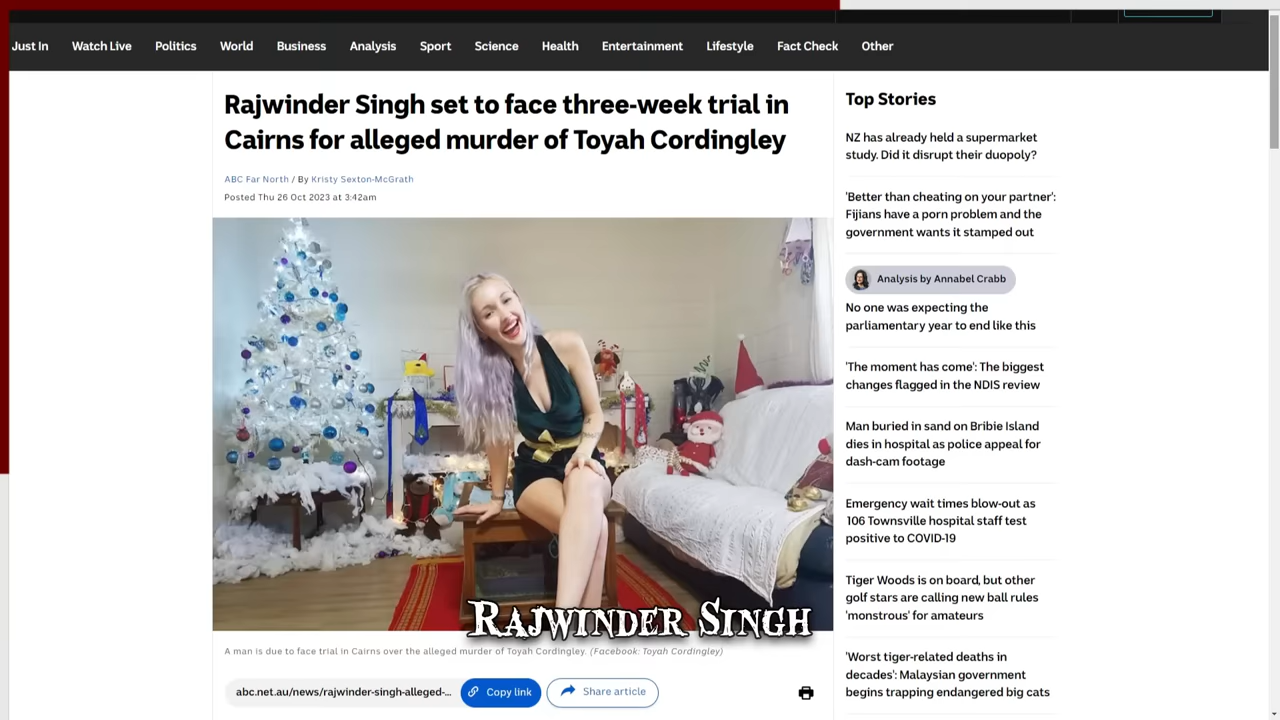 Just In Watch Live Politics World Business Analysis Sport Science Health Entertainment Lifestyle Fact Check Other
Rajwinder Singh set to face three-week trial in
Cairns for alleged murder of Toyah Cordingley
ABC Far North / By Kristy Sexton-McGrath
Posted Thu 26 Oct 2023 at 3:42am
RAJWINDER SINGH
A man is due to face trial in Cairns over the alleged murder of Toyah Cordingley. (Facebook: Toyah Cordingley)
abc.net.au/news/rajwinder-singh-alleged-... Copy link Share article
Top Stories
NZ has already held a supermarket
study. Did it disrupt their duopoly?
'Better than cheating on your partner':
Fijians have a porn problem and the
government wants it stamped out
Analysis by Annabel Crabb
No one was expecting the
parliamentary year to end like this
'The moment has come': The biggest
changes flagged in the NDIS review
Man buried in sand on Bribie Island
dies in hospital as police appeal for
dash-cam footage
Emergency wait times blow-out as
106 Townsville hospital staff test
positive to COVID-19
Tiger Woods is on board, but other
golf stars are calling new ball rules
'monstrous' for amateurs
'Worst tiger-related deaths in
decades': Malaysian government
begins trapping endangered big cats